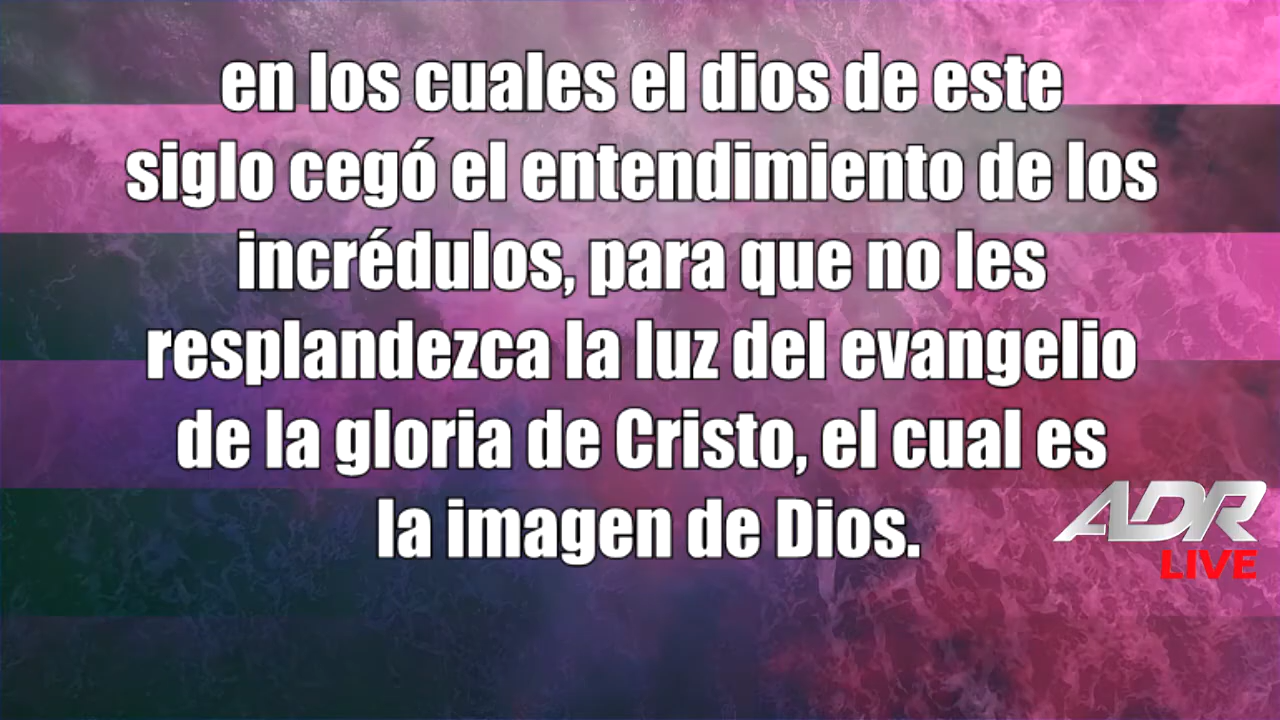 en los cuales el dios de este
siglo cegó el entendimiento de los
incrédulos, para que no les
resplandezca la luz del evangelio
de la gloria de Cristo, el cual es
la imagen de Dios.
ADR
LIVE